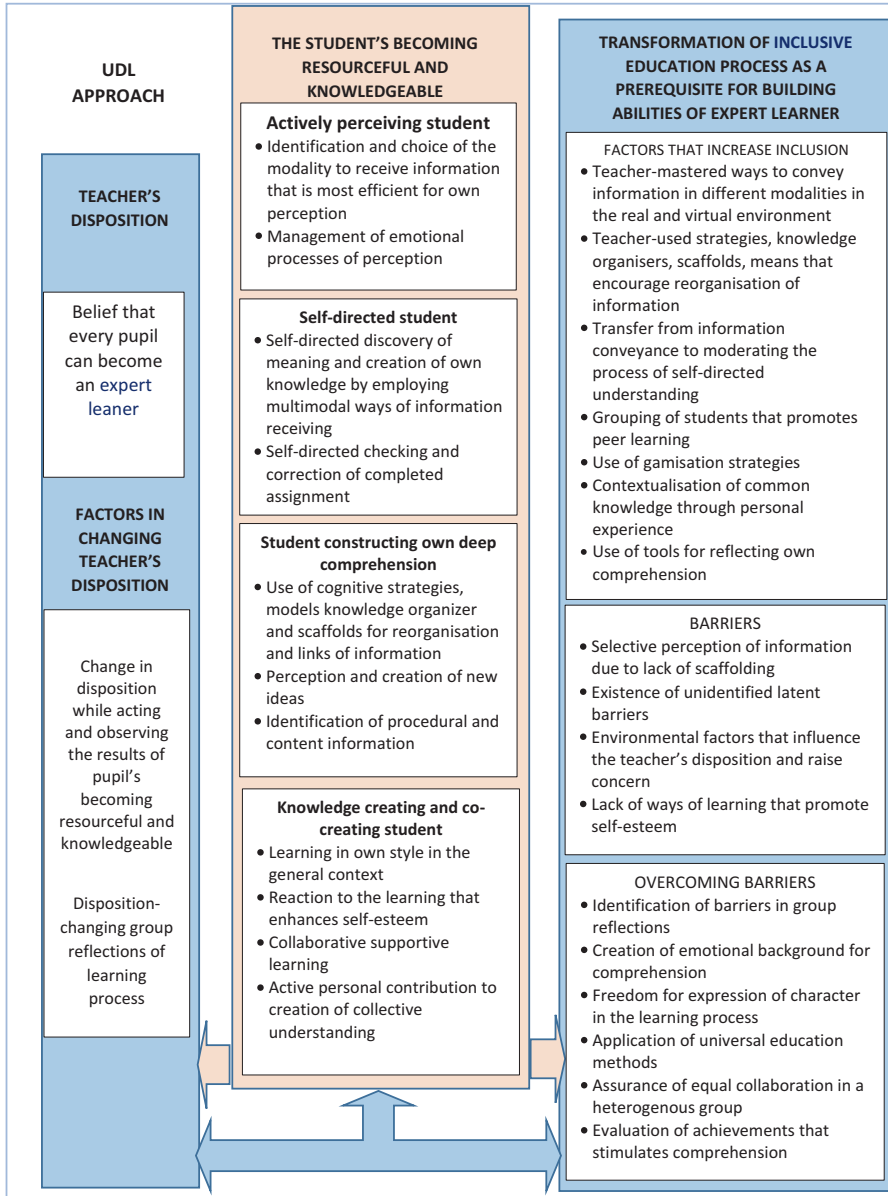 UDL
APPROACH
TEACHER'S
DISPOSITION
Belief that
every pupil
can become
an expert
leaner
FACTORS IN
CHANGING
TEACHER'S
DISPOSITION
Change in
disposition
while acting
and observing
the results of
pupil's
becoming
resourceful and
knowledgeable
Disposition-
changing group
reflections of
learning
process
THE STUDENT'S BECOMING
RESOURCEFUL AND
KNOWLEDGEABLE
Actively perceiving student
• Identification and choice of the
modality to receive information
that is most efficient for own
perception
• Management of emotional
processes of perception
Self-directed student
• Self-directed discovery of
meaning and creation of own
knowledge by employing
multimodal ways of information
receiving
• Self-directed checking and
correction of completed
assignment
Student constructing own deep
comprehension
• Use of cognitive strategies,
models knowledge organizer
and scaffolds for reorganisation
and links of information
• Perception and creation of new
ideas
• Identification of procedural and
content information
Knowledge creating and co-
creating student
• Learning in own style in the
general context
• Reaction to the learning that
enhances self-esteem
• Collaborative supportive
learning
• Active personal contribution to
creation of collective
understanding
TRANSFORMATION OF INCLUSIVE
EDUCATION PROCESS AS A
PREREQUISITE FOR BUILDING
ABILITIES OF EXPERT LEARNER
FACTORS THAT INCREASE INCLUSION
• Teacher-mastered ways to convey
information in different modalities in
the real and virtual environment
• Teacher-used strategies, knowledge
organisers, scaffolds, means that
encourage reorganisation of
information
• Transfer from information
conveyance to moderating the
process of self-directed
understanding
• Grouping of students that promotes
peer learning
• Use of gamisation strategies
• Contextualisation of common
knowledge through personal
experience
• Use of tools for reflecting own
comprehension
BARRIERS
• Selective perception of information
due to lack of scaffolding
• Existence of unidentified latent
barriers
• Environmental factors that influence
the teacher's disposition and raise
concern
• Lack of ways of learning that promote
self-esteem
OVERCOMING BARRIERS
• Identification of barriers in group
reflections
• Creation of emotional background for
comprehension
• Freedom for expression of character
in the learning process
• Application of universal education
methods
• Assurance of equal collaboration in a
heterogenous group
• Evaluation of achievements that
stimulates comprehension